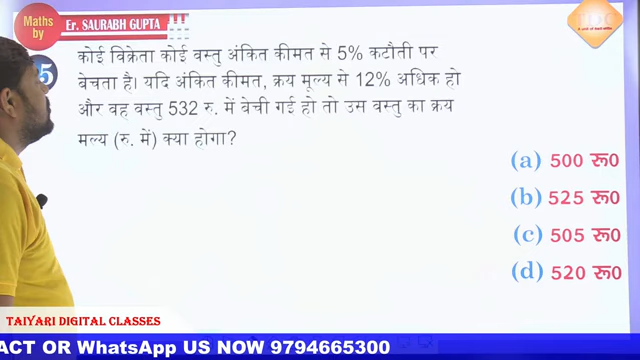 Maths
by
Er. SAURABH GUPTA
5
कोई विक्रेता कोई वस्तु अंकित कीमत से 5% कटौती पर
बेचता है। यदि अंकित कीमत, क्रय मूल्य से 12% अधिक हो
और वह वस्तु 532 रु. में बेची गई हो तो उस वस्तु का क्रय
मल्य (रु. में) क्या होगा?
(a) 500 रू0
(b) 525 रू0
(c) 505 रू0
(d) 520 रू0
TAIYARI DIGITAL CLASSES
ACT OR WhatsApp US NOW 9794665300